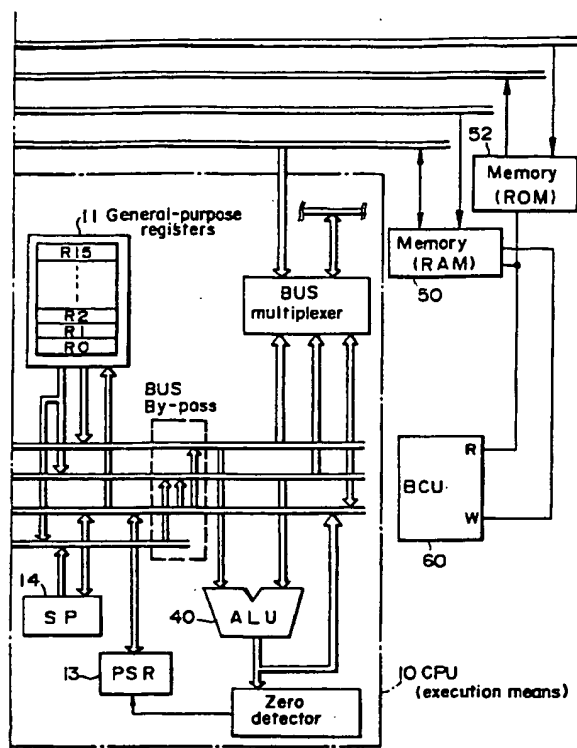 52
Memory
(ROM)
11 General-purpose
registers
R15
R2
R1
R0
Memory
(RAM)
50
BUS
multiplexer
BUS
By-pass
R
BCU
W
60
14
SP
40
ALU
13
PSR
Zero
detector
10 CPU
(execution means)